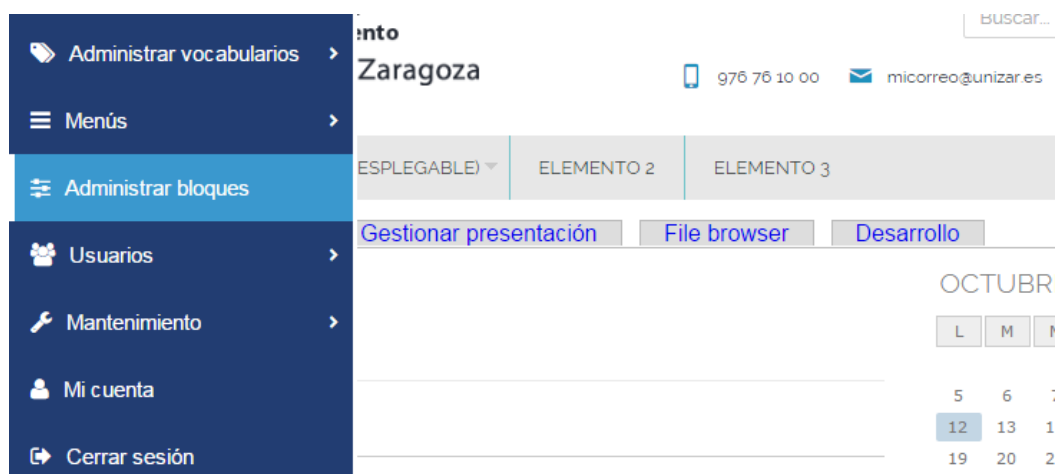 Administrar vocabularios
Menús
Administrar bloques
Usuarios
Mantenimiento
Mi cuenta
Cerrar sesión
Buscar...
Zaragoza
976 76 10 00
micorreo@unizar.es
ELEMENTO 2
ELEMENTO 3
Gestionar presentación
File browser
Desarrollo
L M
5 6
12 13
19 20